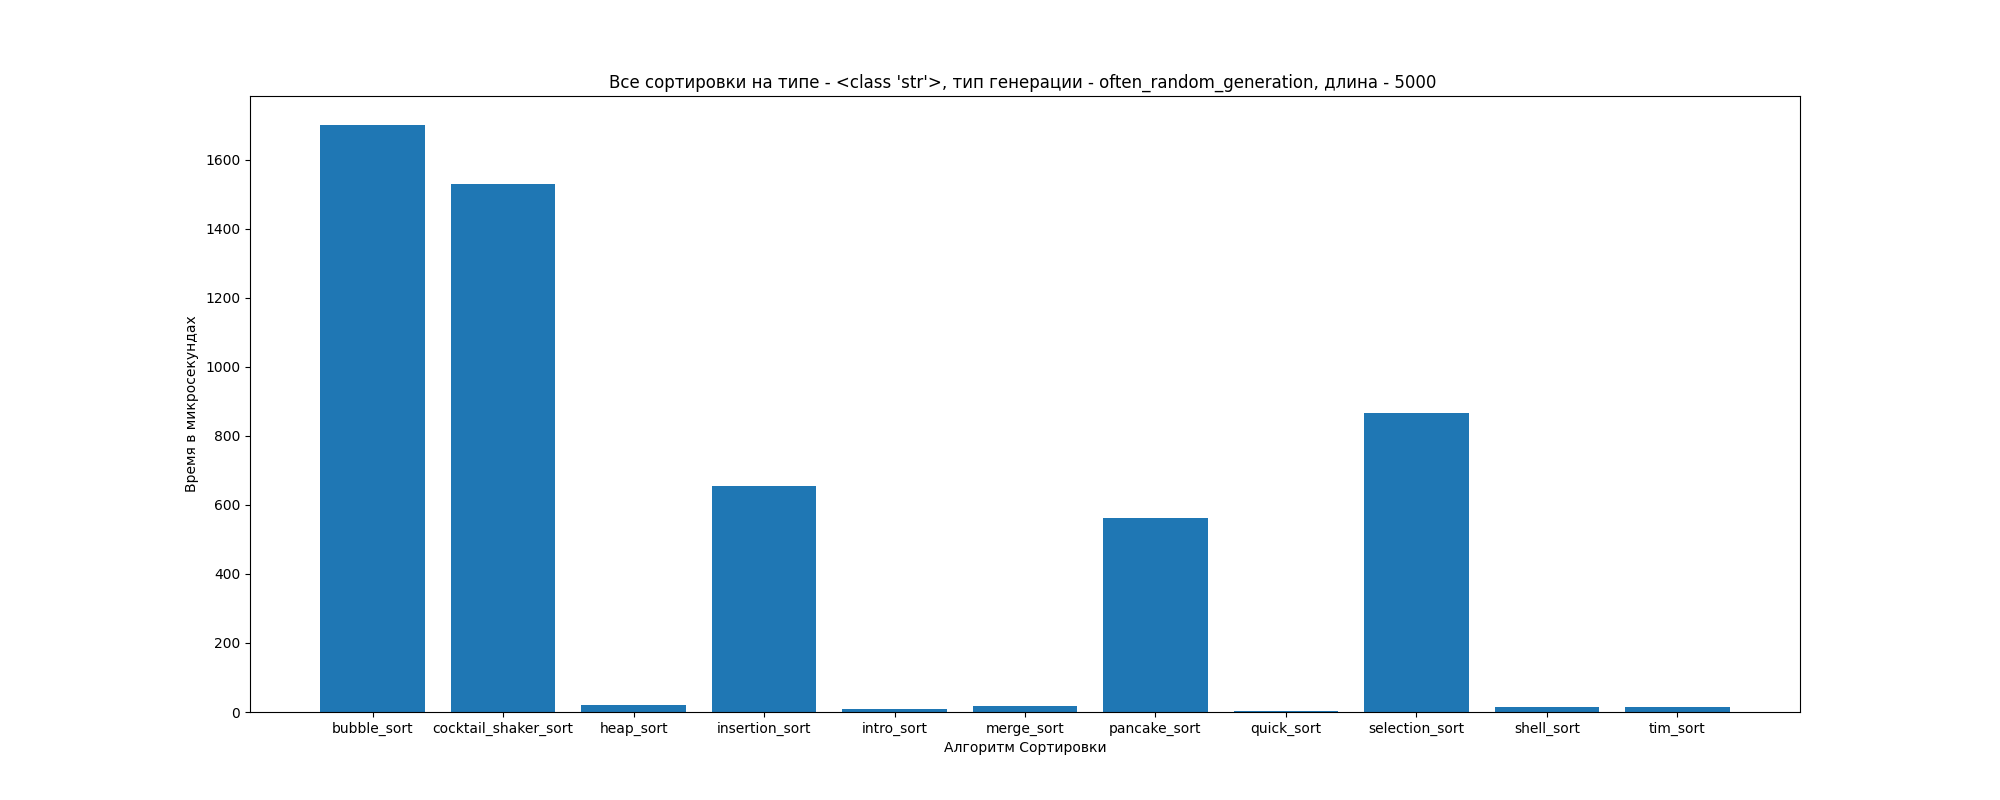 Все сортировки на типе - <class 'str'>, тип генерации - often_random_generation, длина - 5000
Время в микросекундах
1600
1400
1200
1000
800
600
400
200
0
bubble_sort cocktail_shaker_sort heap_sort insertion_sort intro_sort merge_sort pancake_sort quick_sort selection_sort shell_sort tim_sort
Алгоритм Сортировки